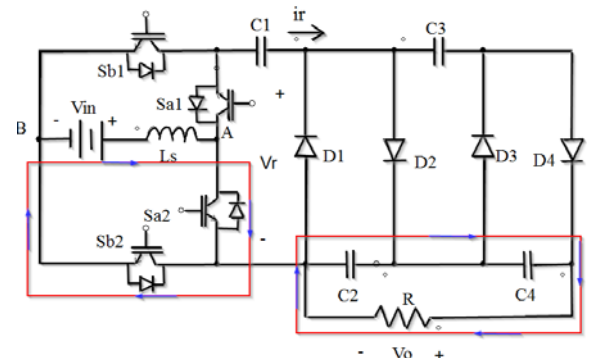 C1
ir
C3
Sb1
Sa1
+
B
-
Vin
+
Ls
A
Vr
D1
D2
D3
D4
Sa2
Sb2
-
C2
R
C4
- Vo +